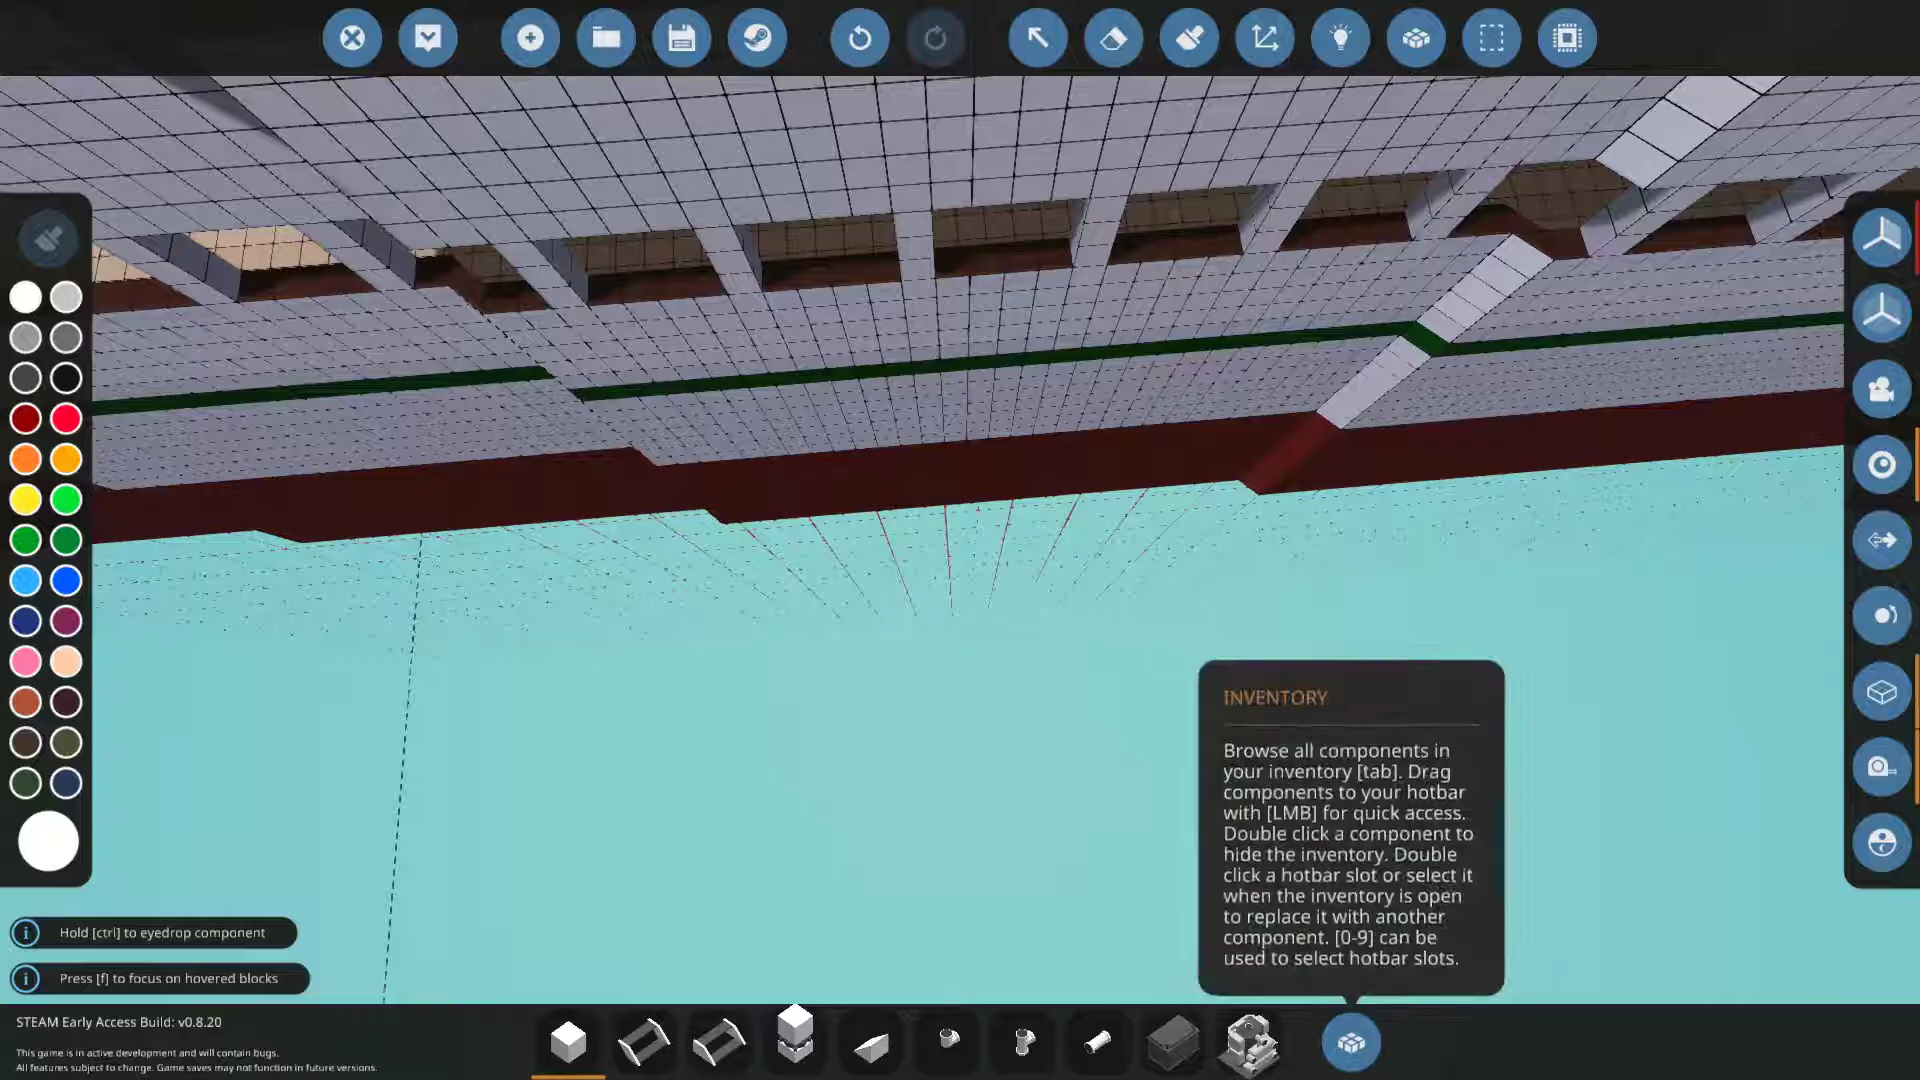 INVENTORY
Browse all components in
your inventory [tab]. Drag
components to your hotbar
with [LMB] for quick access.
Double click a component to
hide the inventory. Double
click a hotbar slot or select it
when the inventory is open
to replace it with another
component. [0-9] can be
used to select hotbar slots.
Hold [ctrl] to eyedrop component
Press [f] to focus on hovered blocks
STEAM Early Access Build: v0.8.20
This game is in active development and will contain bugs.
All features subject to change. Game saves may not function in future versions.